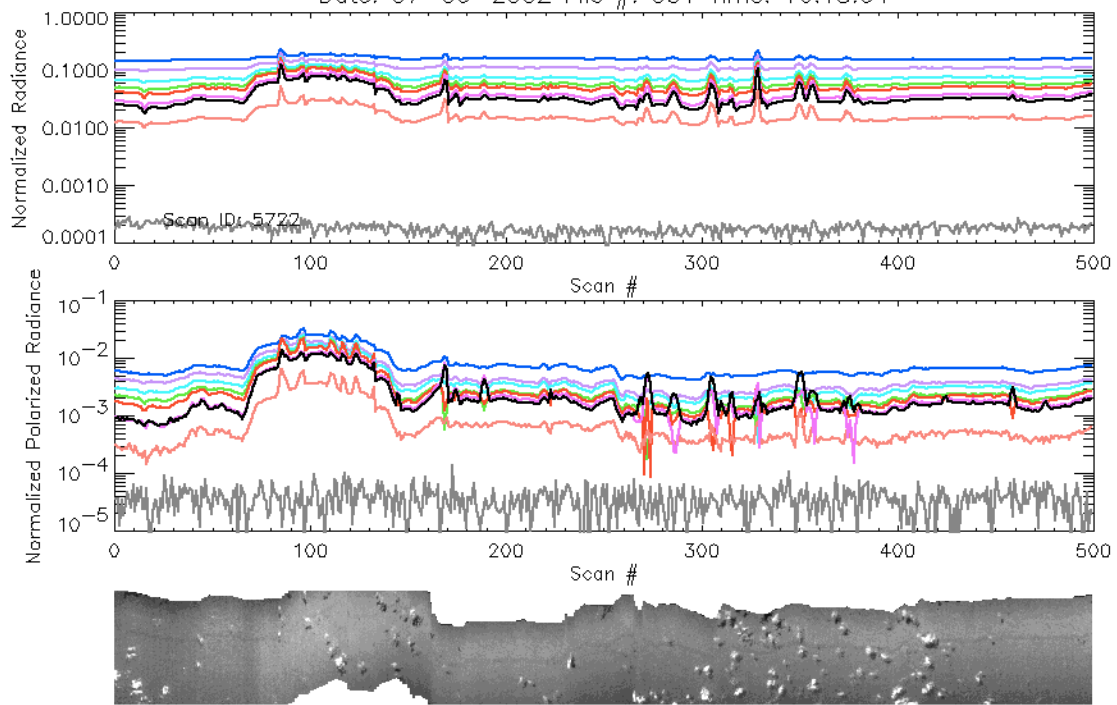 1.0000
0.1000
0.0100
0.0010
0.0001
Normalized Radiance
Scan ID: 5722
0 100 200 300 400 500
Scan #
10⁻¹
10⁻²
10⁻³
10⁻⁴
10⁻⁵
Normalized Polarized Radiance
0 100 200 300 400 500
Scan #